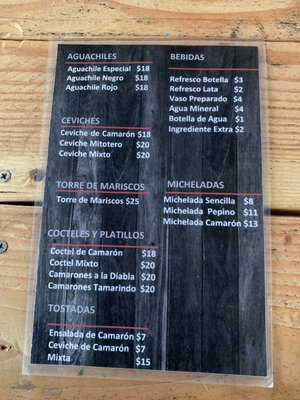 AGUACHILES
Aguachile Especial $18
Aguachile Negro $18
Aguachile Rojo $18
CEVICHES
Ceviche de Camarón $18
Ceviche Mitotero $20
Ceviche Mixto $20
TORRE DE MARISCOS
Torre de Mariscos $25
COCTELES Y PLATILLOS
Coctel de Camarón $18
Coctel Mixto $20
Camarones a la Diabla $20
Camarones Tamarindo $20
TOSTADAS
Ensalada de Camarón $7
Ceviche de Camarón $7
Mixta $15
BEBIDAS
Refresco Botella $3
Refresco Lata $2
Vaso Preparado $4
Agua Mineral $4
Botella de Agua $1
Ingrediente Extra $2
MICHELADAS
Michelada Sencilla $8
Michelada Pepino $11
Michelada Camarón $13